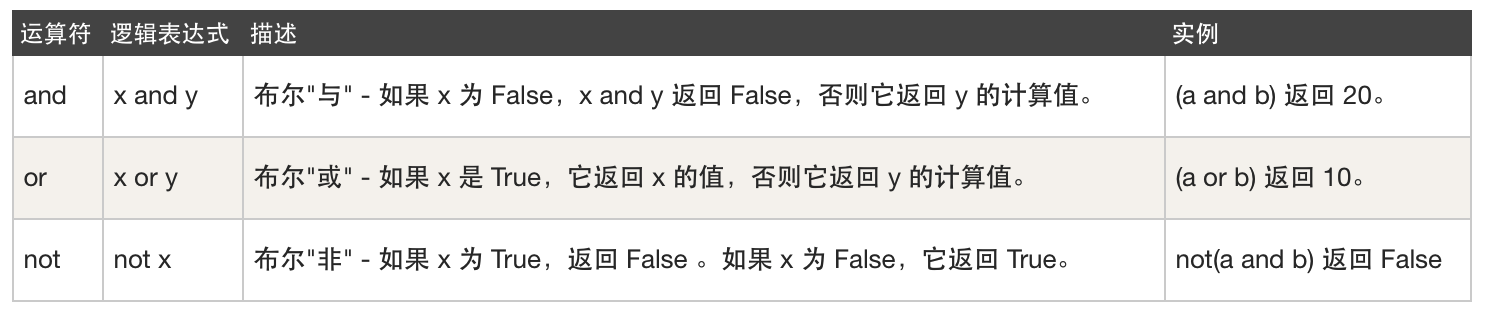 运算符 逻辑表达式 描述 实例
and x and y 布尔"与" - 如果 x 为 False，x and y 返回 False，否则它返回 y 的计算值。 (a and b) 返回 20。
or x or y 布尔"或" - 如果 x 是 True，它返回 x 的值，否则它返回 y 的计算值。 (a or b) 返回 10。
not not x 布尔"非" - 如果 x 为 True，返回 False 。如果 x 为 False，它返回 True。 not(a and b) 返回 False